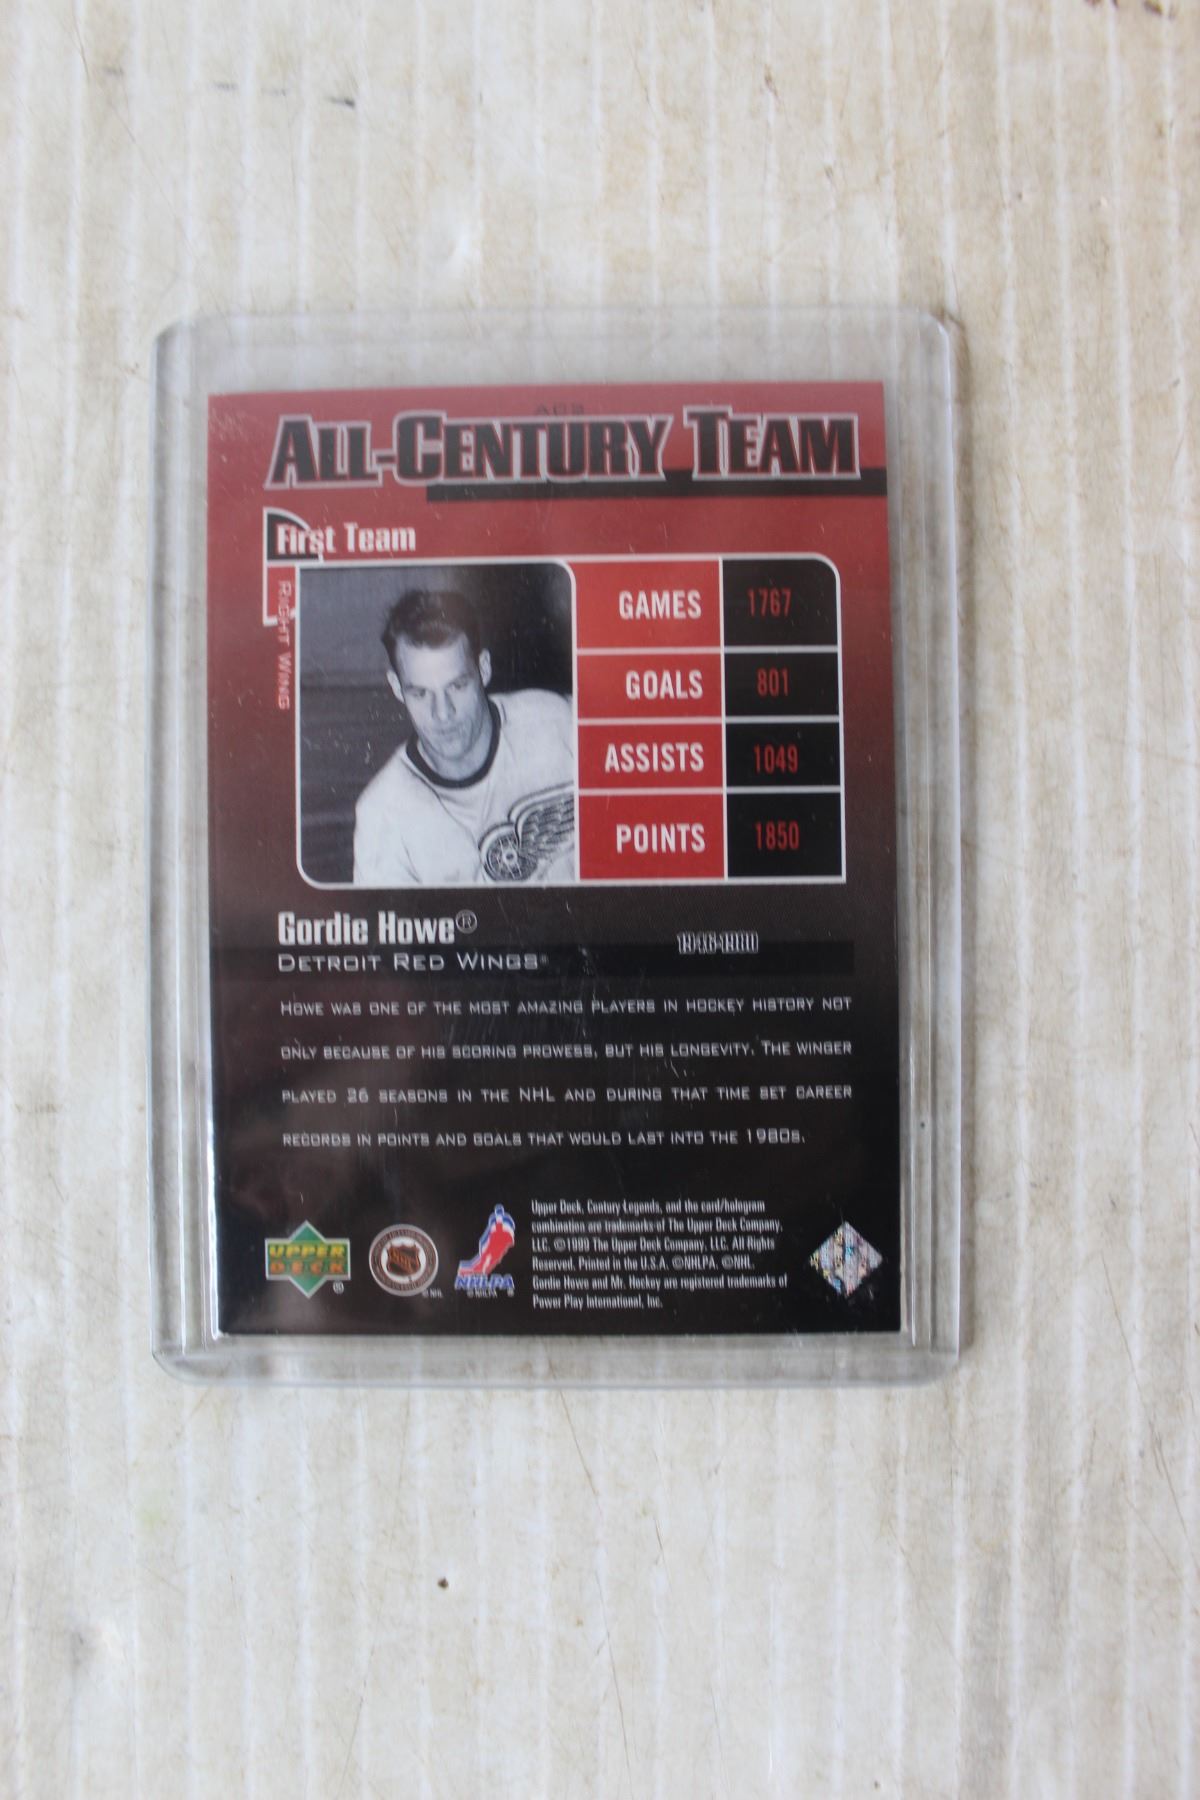 ALL-CENTURY TEAM
First Team
RIGHT WING
GAMES 1767
GOALS 801
ASSISTS 1049
POINTS 1850
Gordie Howe®
1946-1980
DETROIT RED WINGS®
HOWE WAS ONE OF THE MOST AMAZING PLAYERS IN HOCKEY HISTORY NOT
ONLY BECAUSE OF HIS SCORING PROWESS, BUT HIS LONGEVITY. THE WINGER
PLAYED 26 SEASONS IN THE NHL AND DURING THAT TIME SET CAREER
RECORDS IN POINTS AND GOALS THAT WOULD LAST INTO THE 1980S.
Upper Deck, Century Legends, and the card/hologram
combination are trademarks of The Upper Deck Company,
LLC. ©1999 The Upper Deck Company, LLC. All Rights
Reserved. Printed in the U.S.A. ©NHLPA. ©NHL.
Gordie Howe and Mr. Hockey are registered trademarks of
Power Play International, Inc.
UPPER
DECK
®
NHL
© NHL
NHLPA
© NHLPA ®